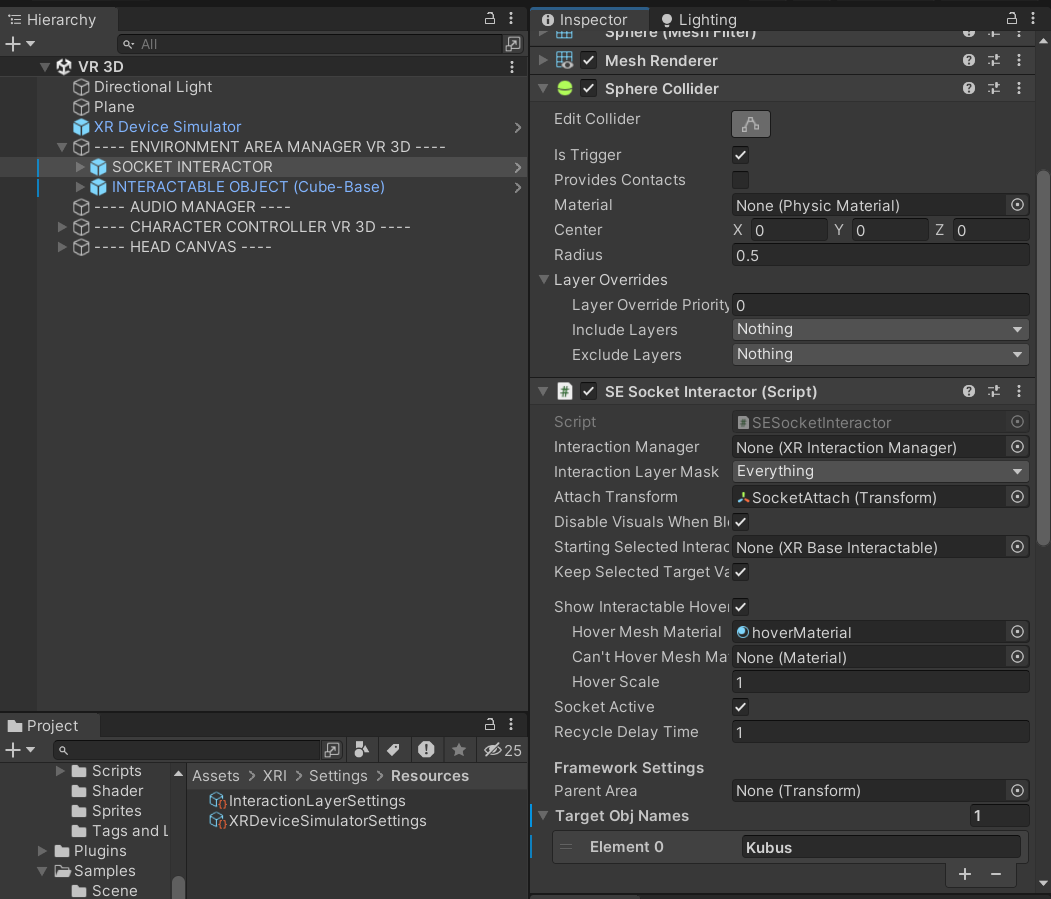 Hierarchy
All
VR 3D
Directional Light
Plane
XR Device Simulator
---- ENVIRONMENT AREA MANAGER VR 3D ----
SOCKET INTERACTOR
INTERACTABLE OBJECT (Cube-Base)
---- AUDIO MANAGER ----
---- CHARACTER CONTROLLER VR 3D ----
---- HEAD CANVAS ----
Project
25
Scripts
Shader
Sprites
Tags and L
Plugins
Samples
Scene
Assets > XRI > Settings > Resources
InteractionLayerSettings
XRDeviceSimulatorSettings
Inspector
Lighting
Sphere (Mesh Filter)
Mesh Renderer
Sphere Collider
Edit Collider
Is Trigger
Provides Contacts
Material None (Physic Material)
Center X 0 Y 0 Z 0
Radius 0.5
Layer Overrides
Layer Override Priority 0
Include Layers Nothing
Exclude Layers Nothing
# SE Socket Interactor (Script)
Script # SESocketInteractor
Interaction Manager None (XR Interaction Manager)
Interaction Layer Mask Everything
Attach Transform SocketAttach (Transform)
Disable Visuals When Blo
Starting Selected Interac None (XR Base Interactable)
Keep Selected Target Va
Show Interactable Hover
Hover Mesh Material hoverMaterial
Can't Hover Mesh Ma None (Material)
Hover Scale 1
Socket Active
Recycle Delay Time 1
Framework Settings
Parent Area None (Transform)
Target Obj Names 1
Element 0 Kubus
+ −